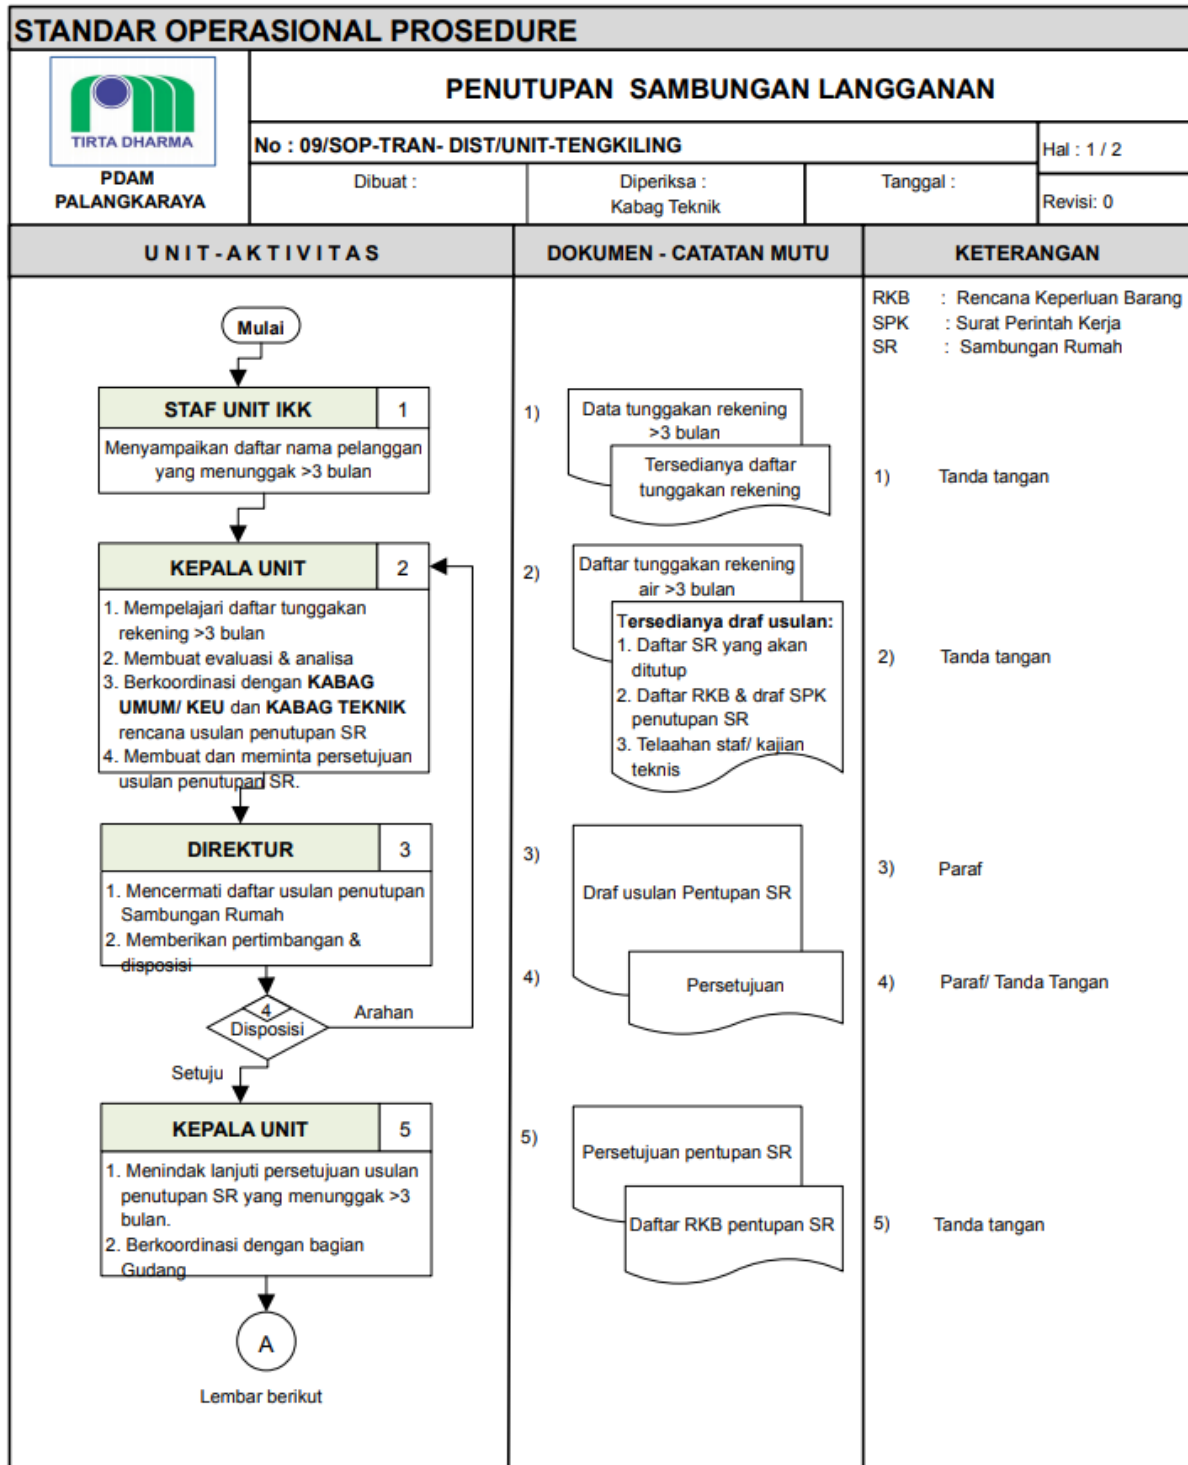 STANDAR OPERASIONAL PROSEDURE
TIRTA DHARMA
PDAM
PALANGKARAYA
PENUTUPAN SAMBUNGAN LANGGANAN
No : 09/SOP-TRAN- DIST/UNIT-TENGKILING
Hal : 1 / 2
Dibuat :
Diperiksa :
Kabag Teknik
Tanggal :
Revisi: 0
UNIT-AKTIVITAS
DOKUMEN - CATATAN MUTU
KETERANGAN
RKB : Rencana Keperluan Barang
SPK : Surat Perintah Kerja
SR : Sambungan Rumah
Mulai
STAF UNIT IKK 1
Menyampaikan daftar nama pelanggan
yang menunggak >3 bulan
1)
Data tunggakan rekening
>3 bulan
Tersedianya daftar
tunggakan rekening
1) Tanda tangan
KEPALA UNIT 2
1. Mempelajari daftar tunggakan
rekening >3 bulan
2. Membuat evaluasi & analisa
3. Berkoordinasi dengan KABAG
UMUM/ KEU dan KABAG TEKNIK
rencana usulan penutupan SR
4. Membuat dan meminta persetujuan
usulan penutupan SR.
2)
Daftar tunggakan rekening
air >3 bulan
Tersedianya draf usulan:
1. Daftar SR yang akan
ditutup
2. Daftar RKB & draf SPK
penutupan SR
3. Telaahan staf/ kajian
teknis
2) Tanda tangan
DIREKTUR 3
1. Mencermati daftar usulan penutupan
Sambungan Rumah
2. Memberikan pertimbangan &
disposisi
3)
Draf usulan Pentupan SR
3) Paraf
4
Disposisi
Arahan
Setuju
4)
Persetujuan
4) Paraf/ Tanda Tangan
KEPALA UNIT 5
1. Menindak lanjuti persetujuan usulan
penutupan SR yang menunggak >3
bulan.
2. Berkoordinasi dengan bagian
Gudang
5)
Persetujuan pentupan SR
Daftar RKB pentupan SR
5) Tanda tangan
A
Lembar berikut